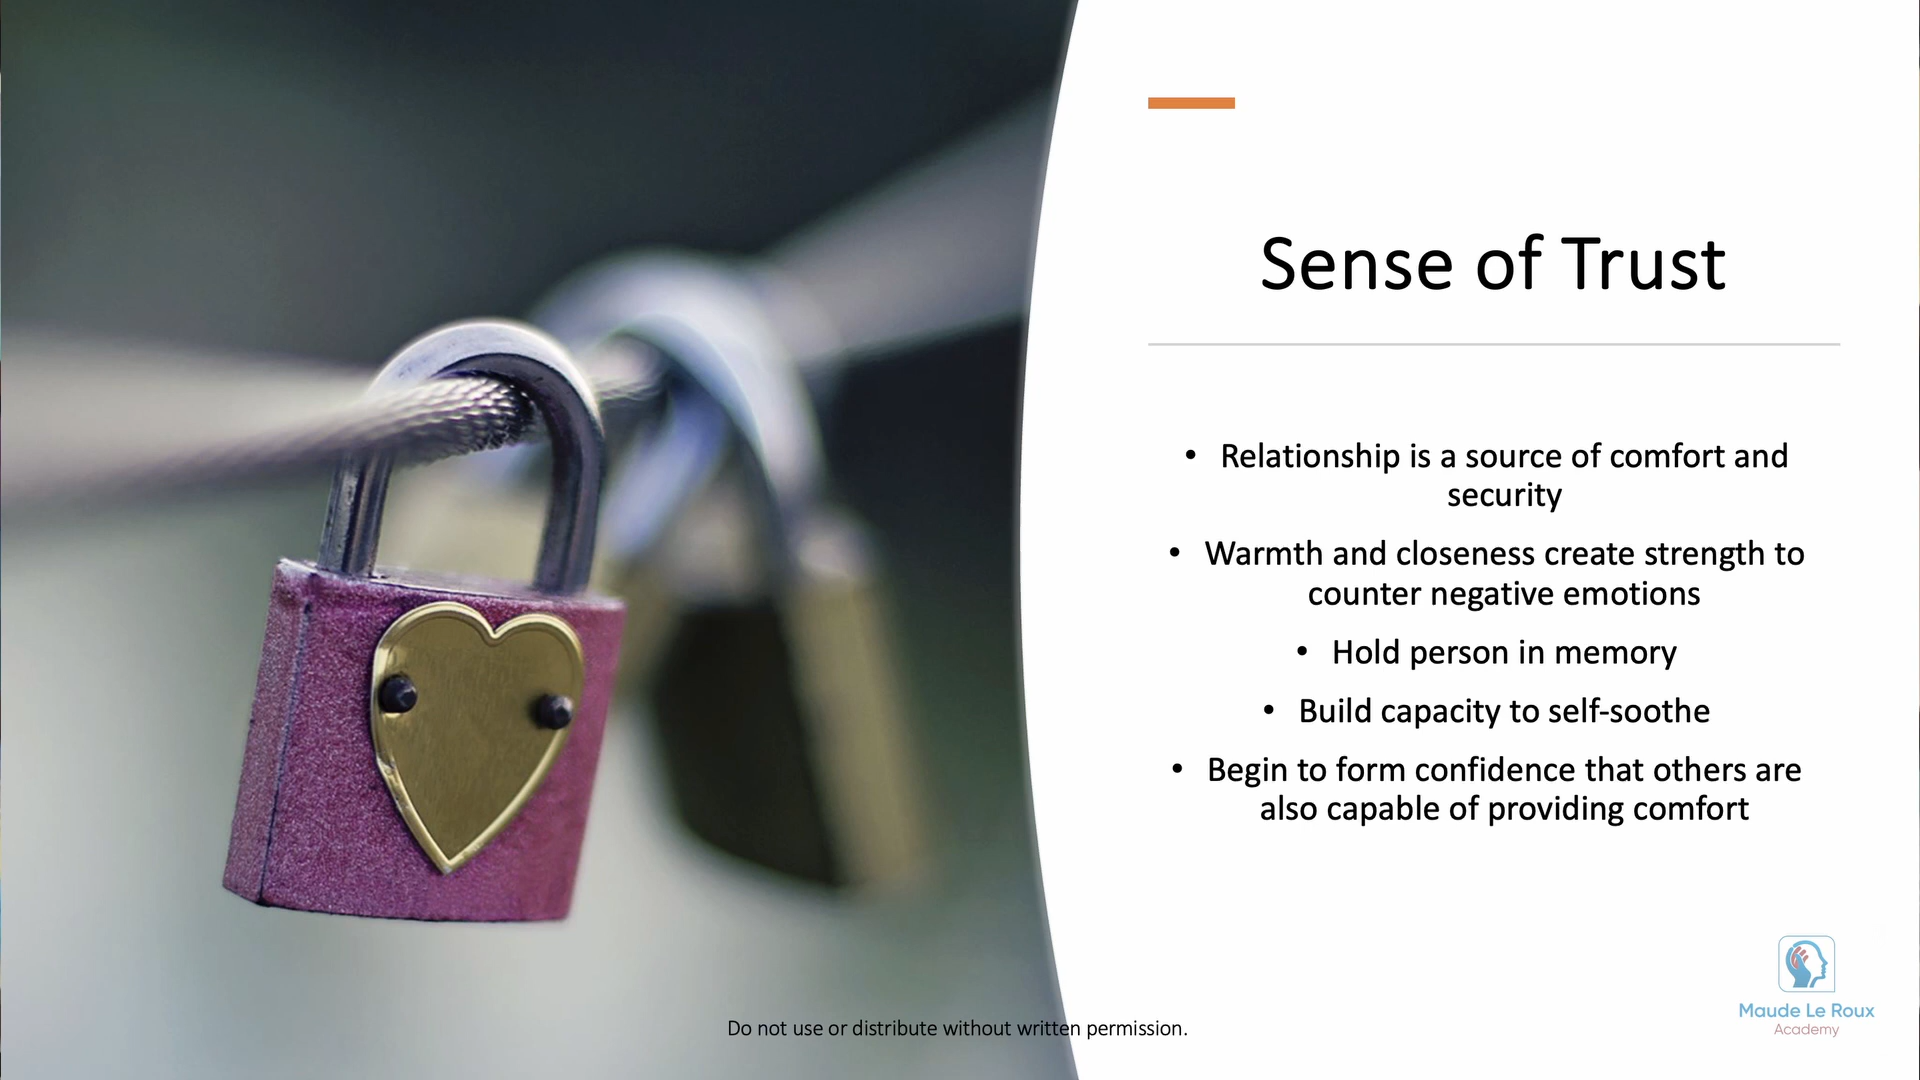 Sense of Trust
• Relationship is a source of comfort and
security
• Warmth and closeness create strength to
counter negative emotions
• Hold person in memory
• Build capacity to self-soothe
• Begin to form confidence that others are
also capable of providing comfort
Maude Le Roux
Academy
Do not use or distribute without written permission.